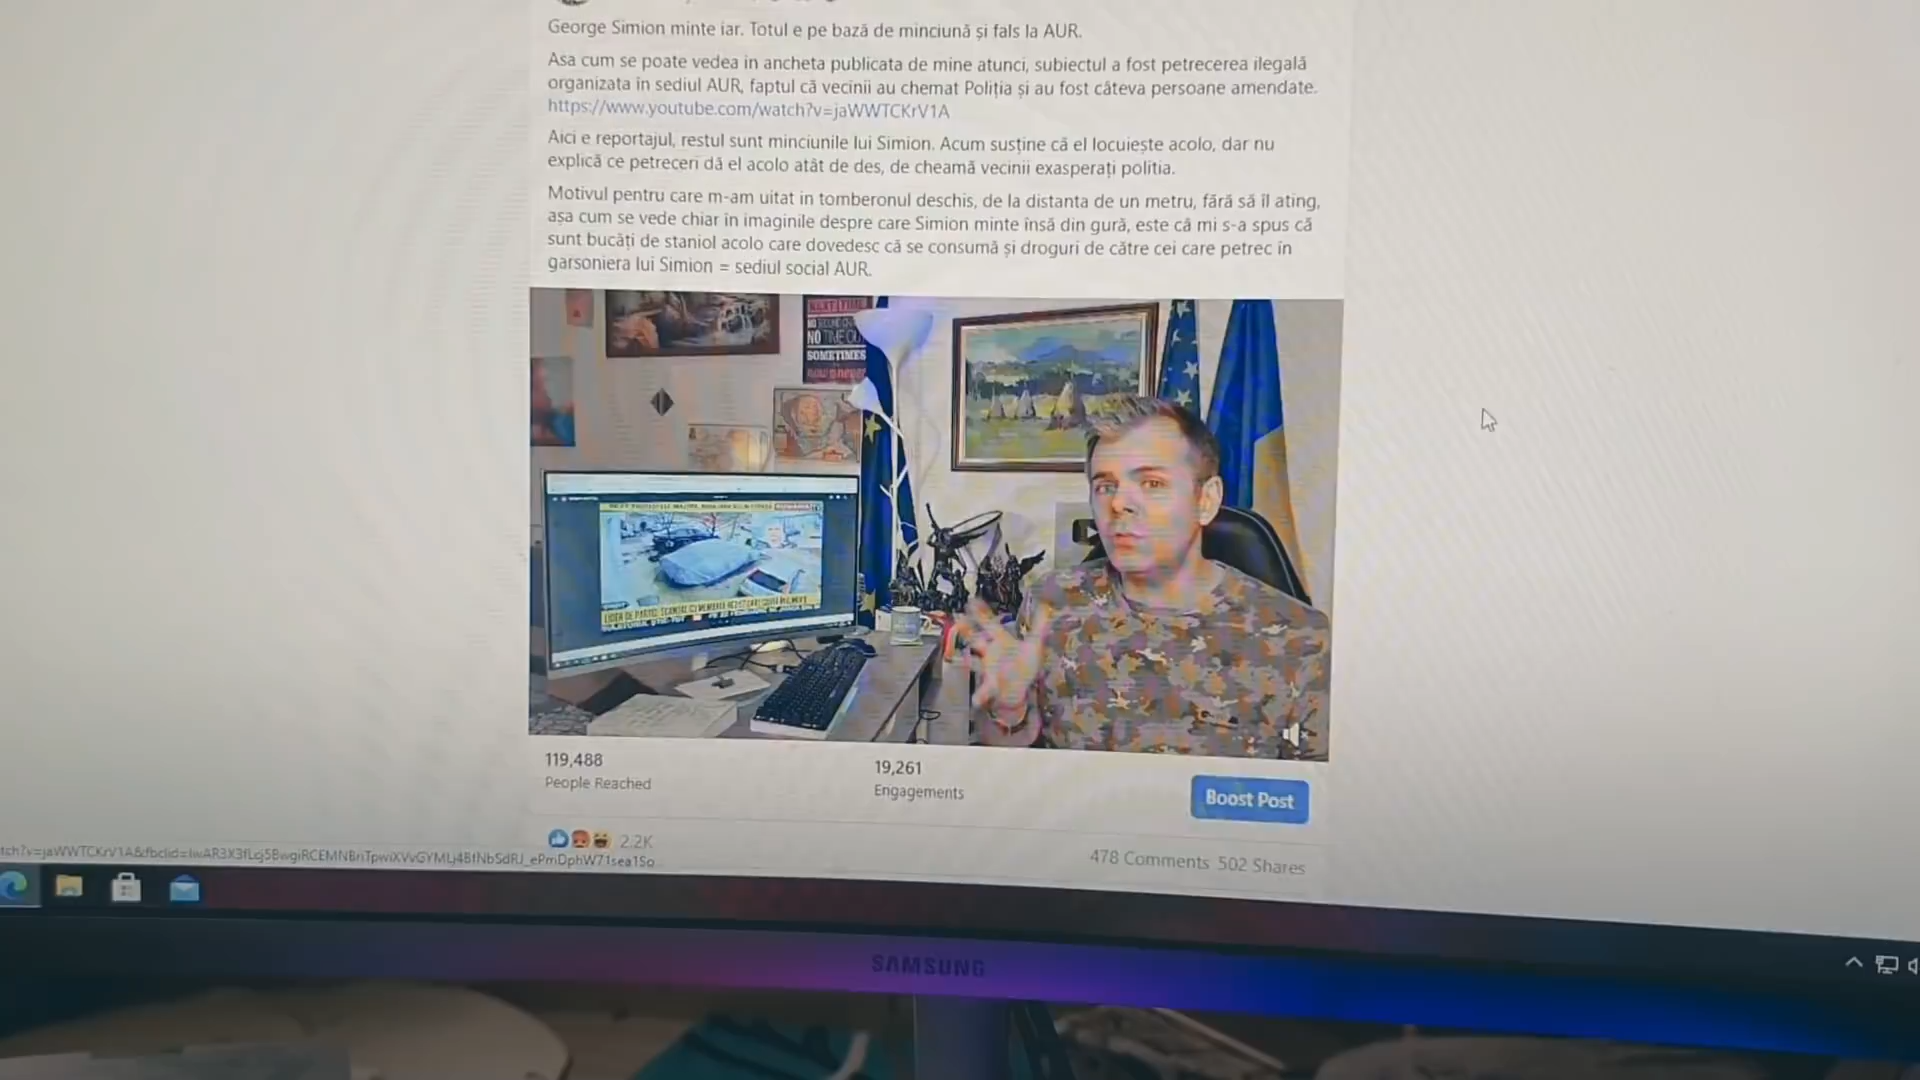 George Simion minte iar. Totul e pe bază de minciună și fals la AUR.
Asa cum se poate vedea in ancheta publicata de mine atunci, subiectul a fost petrecerea ilegală
organizata în sediul AUR, faptul că vecinii au chemat Poliția și au fost câteva persoane amendate.
https://www.youtube.com/watch?v=jaWWTCKrV1A
Aici e reportajul, restul sunt minciunile lui Simion. Acum susține că el locuiește acolo, dar nu
explică ce petreceri dă el acolo atât de des, de cheamă vecinii exasperați politia.
Motivul pentru care m-am uitat in tomberonul deschis, de la distanta de un metru, fără să îl ating,
așa cum se vede chiar în imaginile despre care Simion minte însă din gură, este că mi s-a spus că
sunt bucăți de staniol acolo care dovedesc că se consumă și droguri de către cei care petrec în
garsoniera lui Simion = sediul social AUR.
NO TIME OU
SOMETIMES
119,488
People Reached
19,261
Engagements
Boost Post
2.2K
478 Comments 502 Shares
SAMSUNG